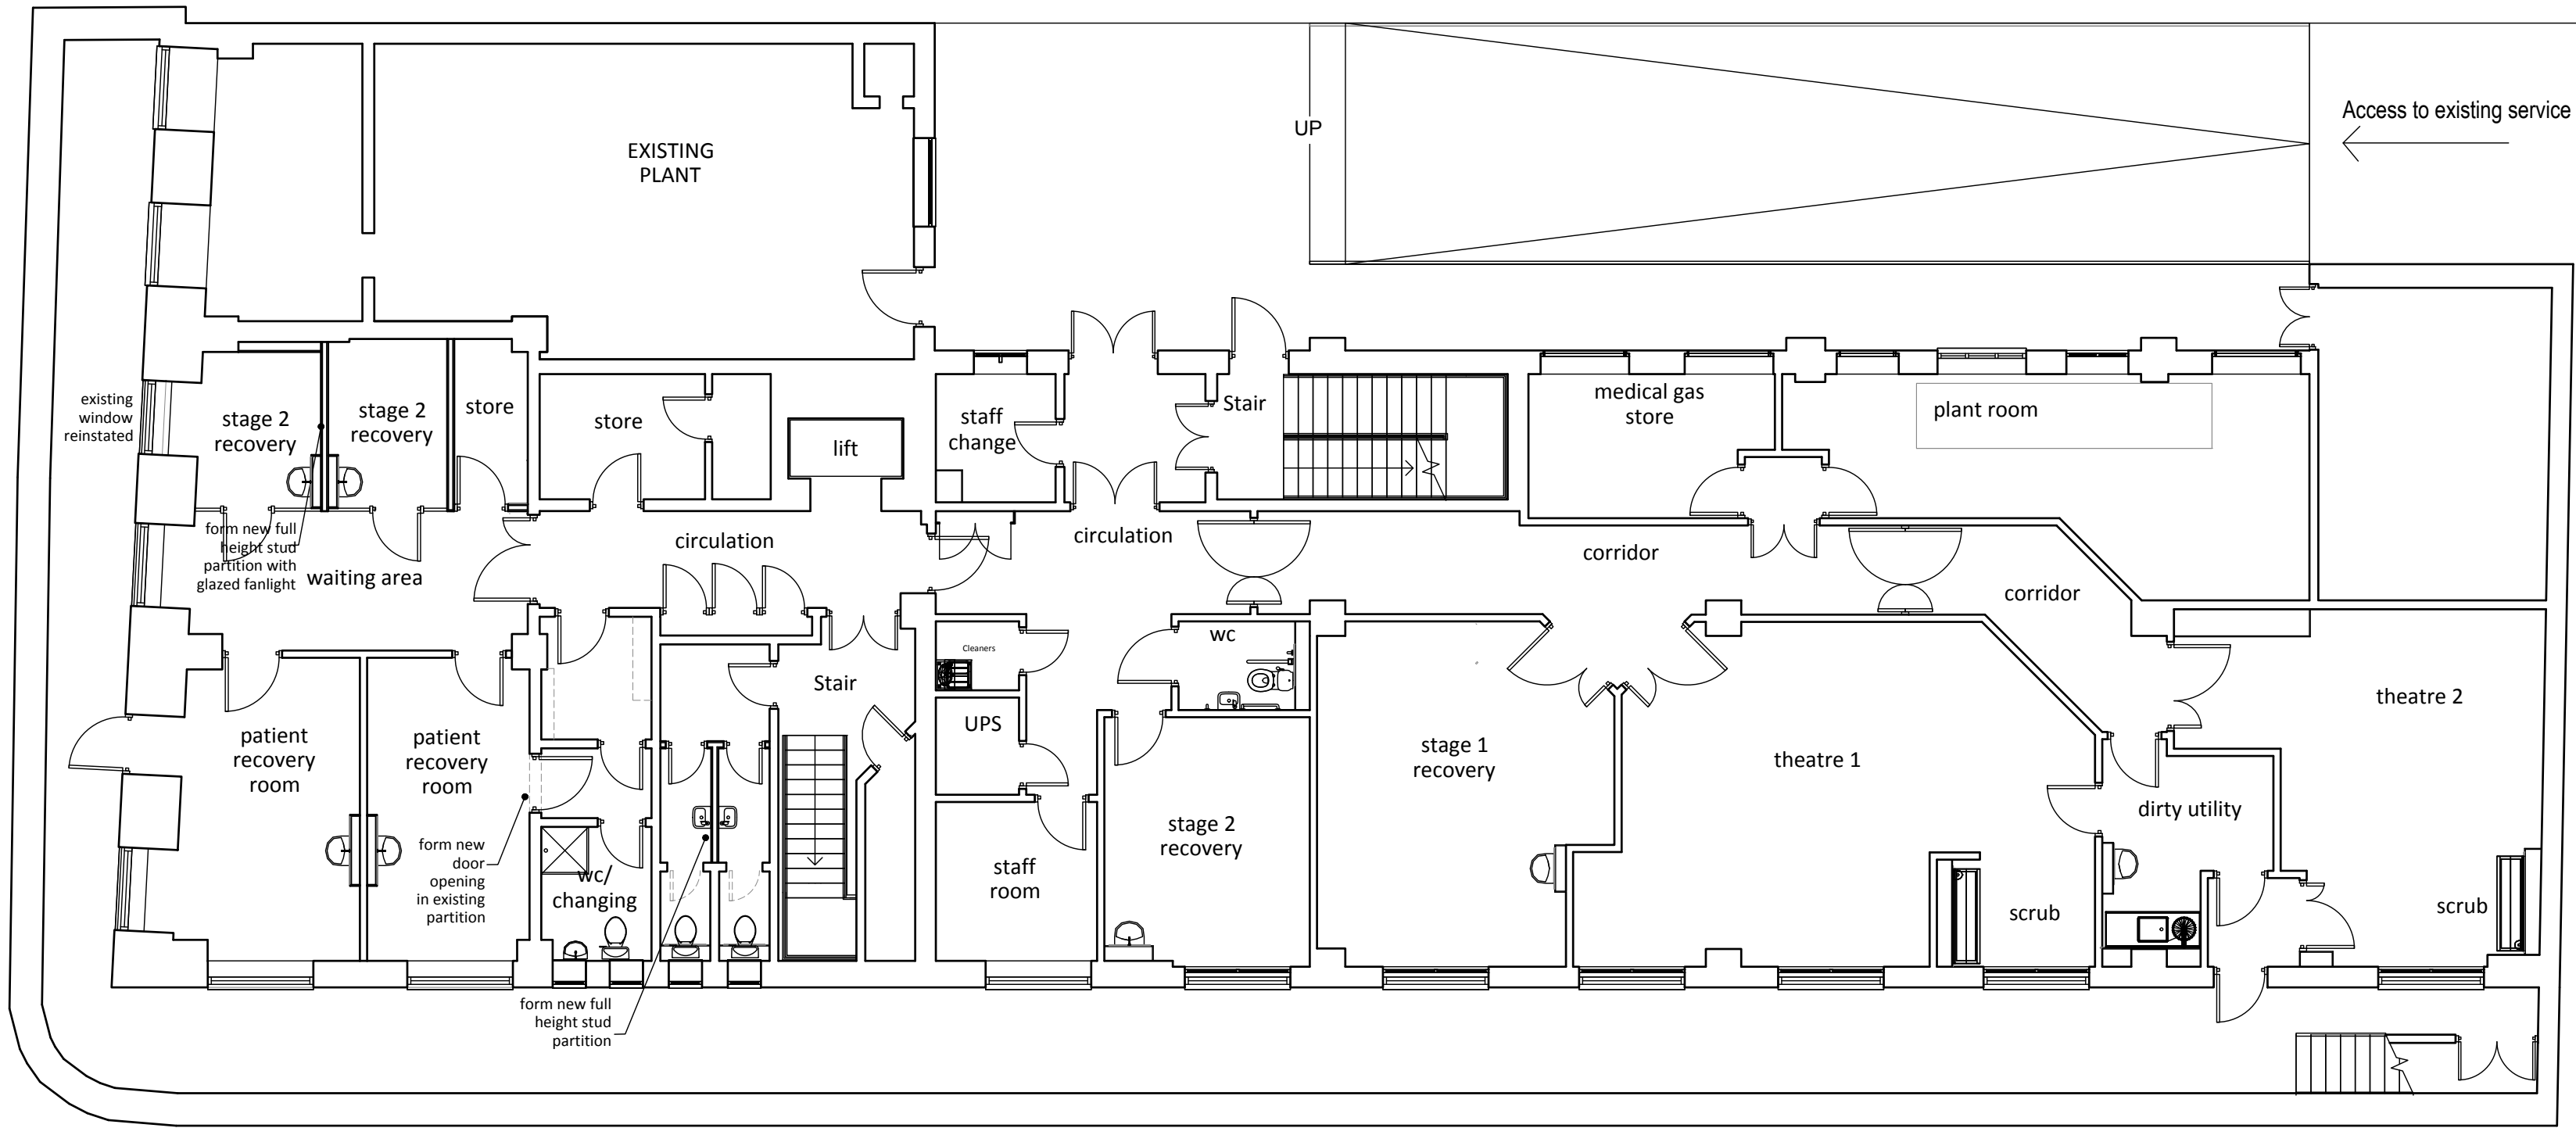 Access to existing service
UP
EXISTING
PLANT
existing
window
reinstated
stage 2
recovery
stage 2
recovery
store
store
lift
staff
change
Stair
medical gas
store
plant room
form new full
height stud
partition with
glazed fanlight
waiting area
circulation
circulation
corridor
corridor
Cleaners
wc
Stair
UPS
patient
recovery
room
patient
recovery
room
stage 1
recovery
theatre 1
theatre 2
dirty utility
form new
door
opening
in existing
partition
wc/
changing
staff
room
stage 2
recovery
scrub
scrub
form new full
height stud
partition